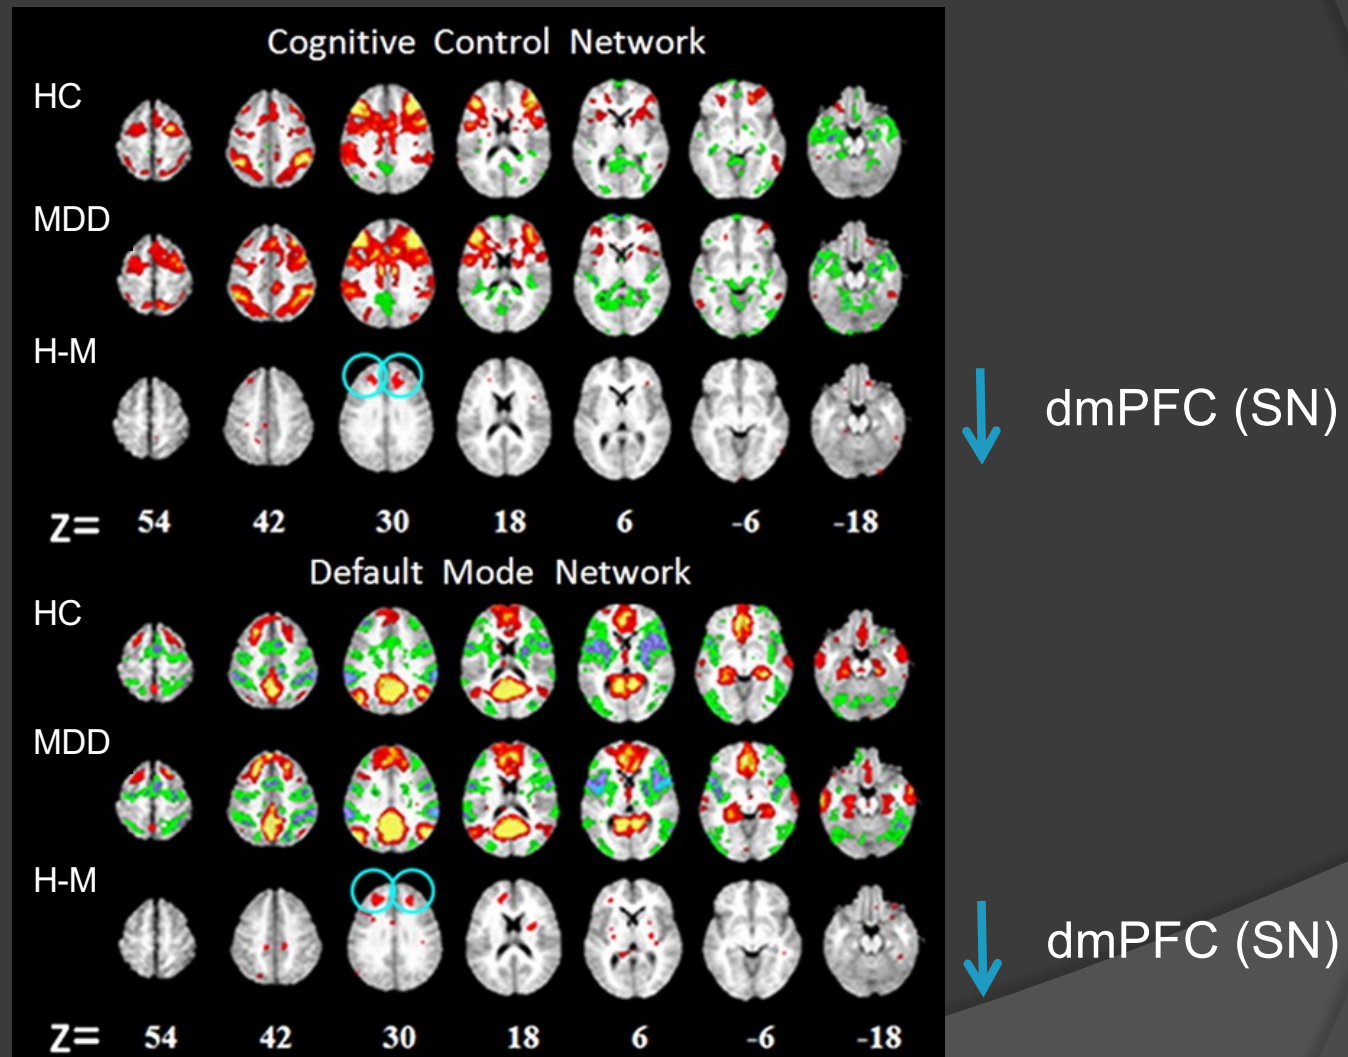 Cognitive Control Network
HC
MDD
H-M
dmPFC (SN)
z= 54 42 30 18 6 -6 -18
Default Mode Network
HC
MDD
H-M
dmPFC (SN)
z= 54 42 30 18 6 -6 -18